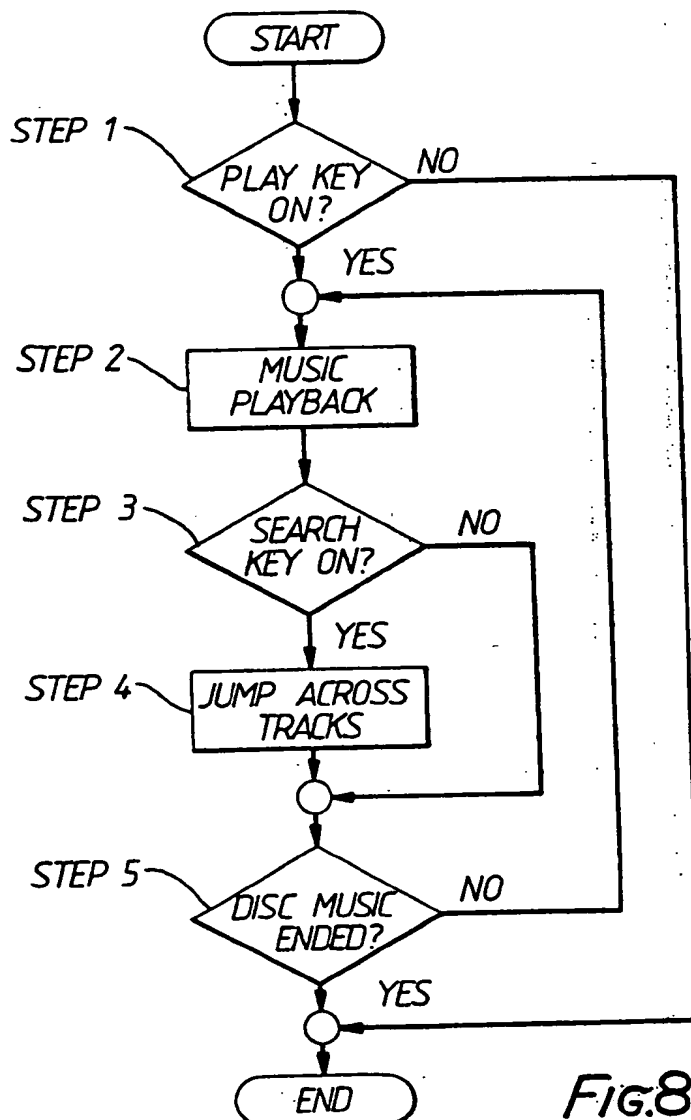 START
STEP 1
PLAY KEY
ON?
NO
YES
STEP 2
MUSIC
PLAYBACK
STEP 3
SEARCH
KEY ON?
NO
YES
STEP 4
JUMP ACROSS
TRACKS
STEP 5
DISC MUSIC
ENDED?
NO
YES
END
FIG.8